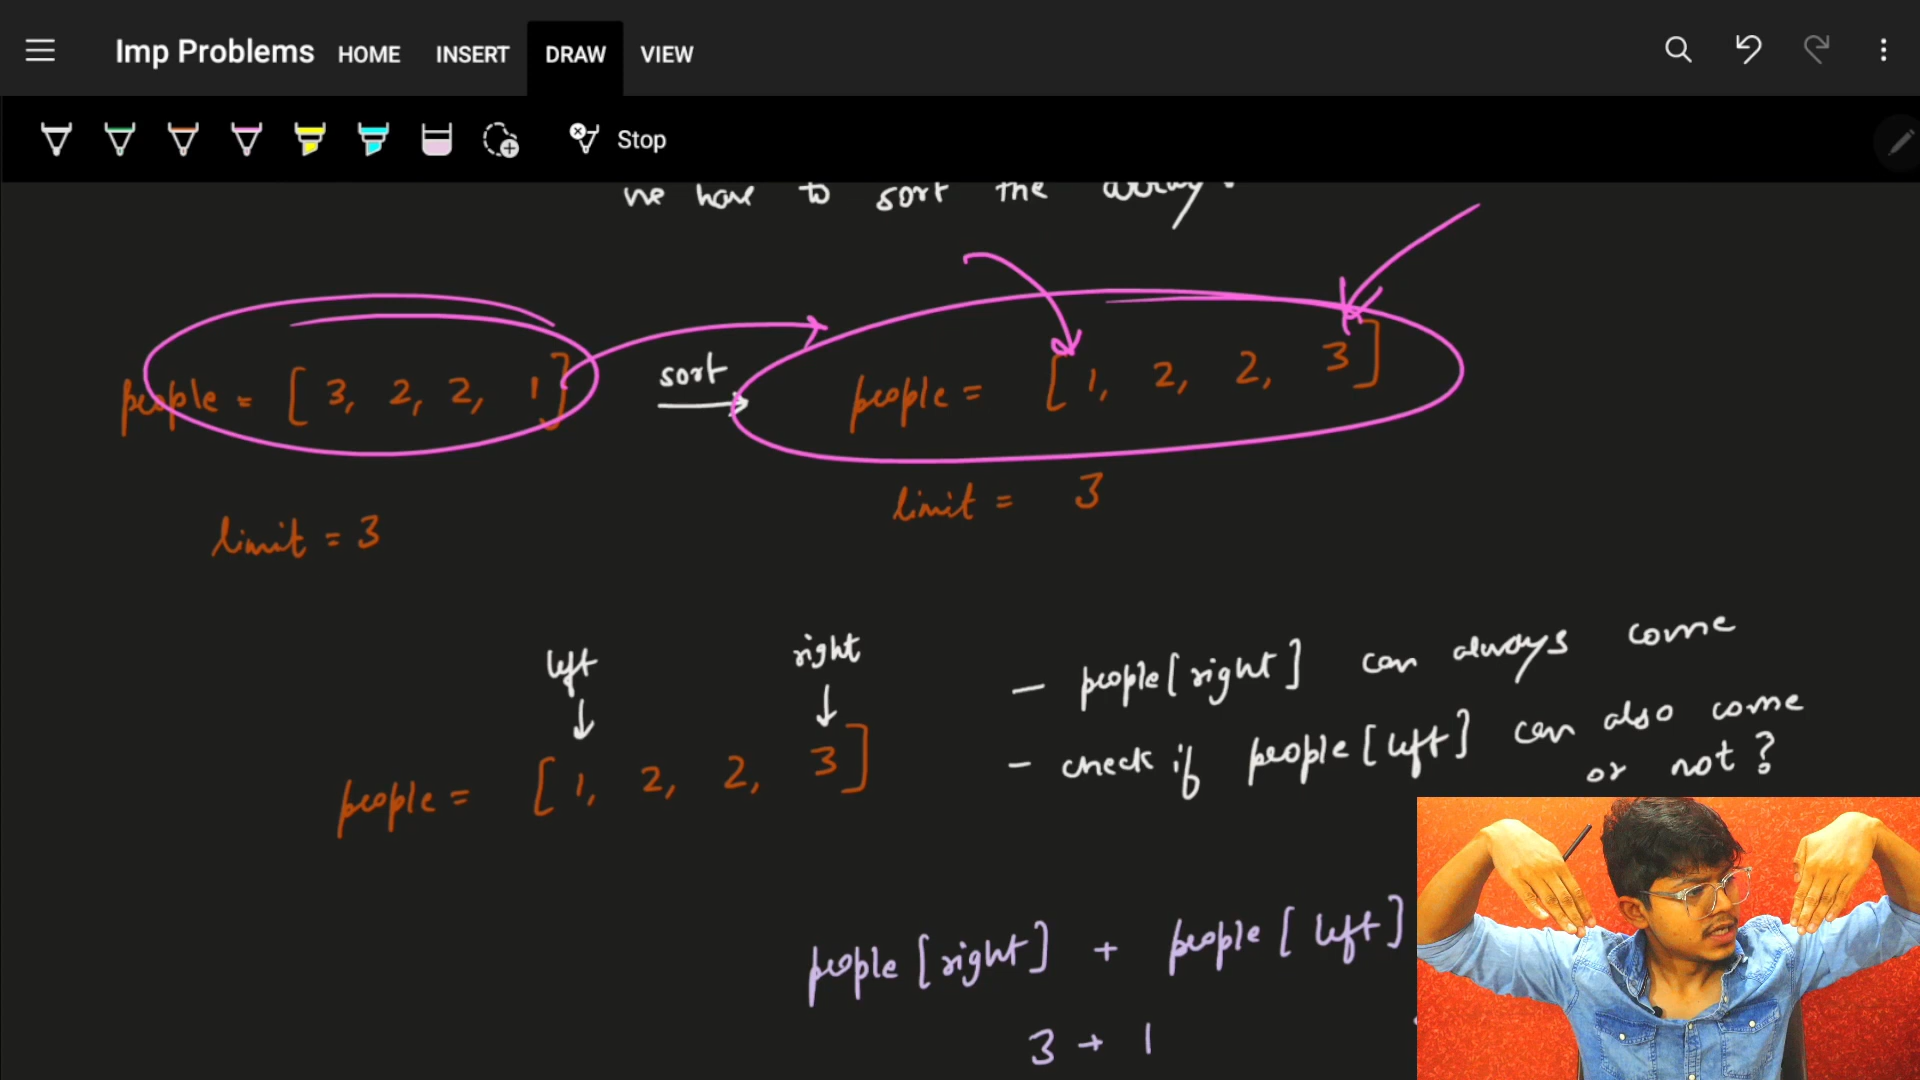 Imp Problems HOME INSERT DRAW VIEW
Stop
we have to sort the array.
people = [3, 2, 2, 1]
sort
people = [1, 2, 2, 3]
limit = 3
limit = 3
left
right
people = [1, 2, 2, 3]
- people[right] can always come
- check if people[left] can also come
or not?
people[right] + people[left]
3 + 1